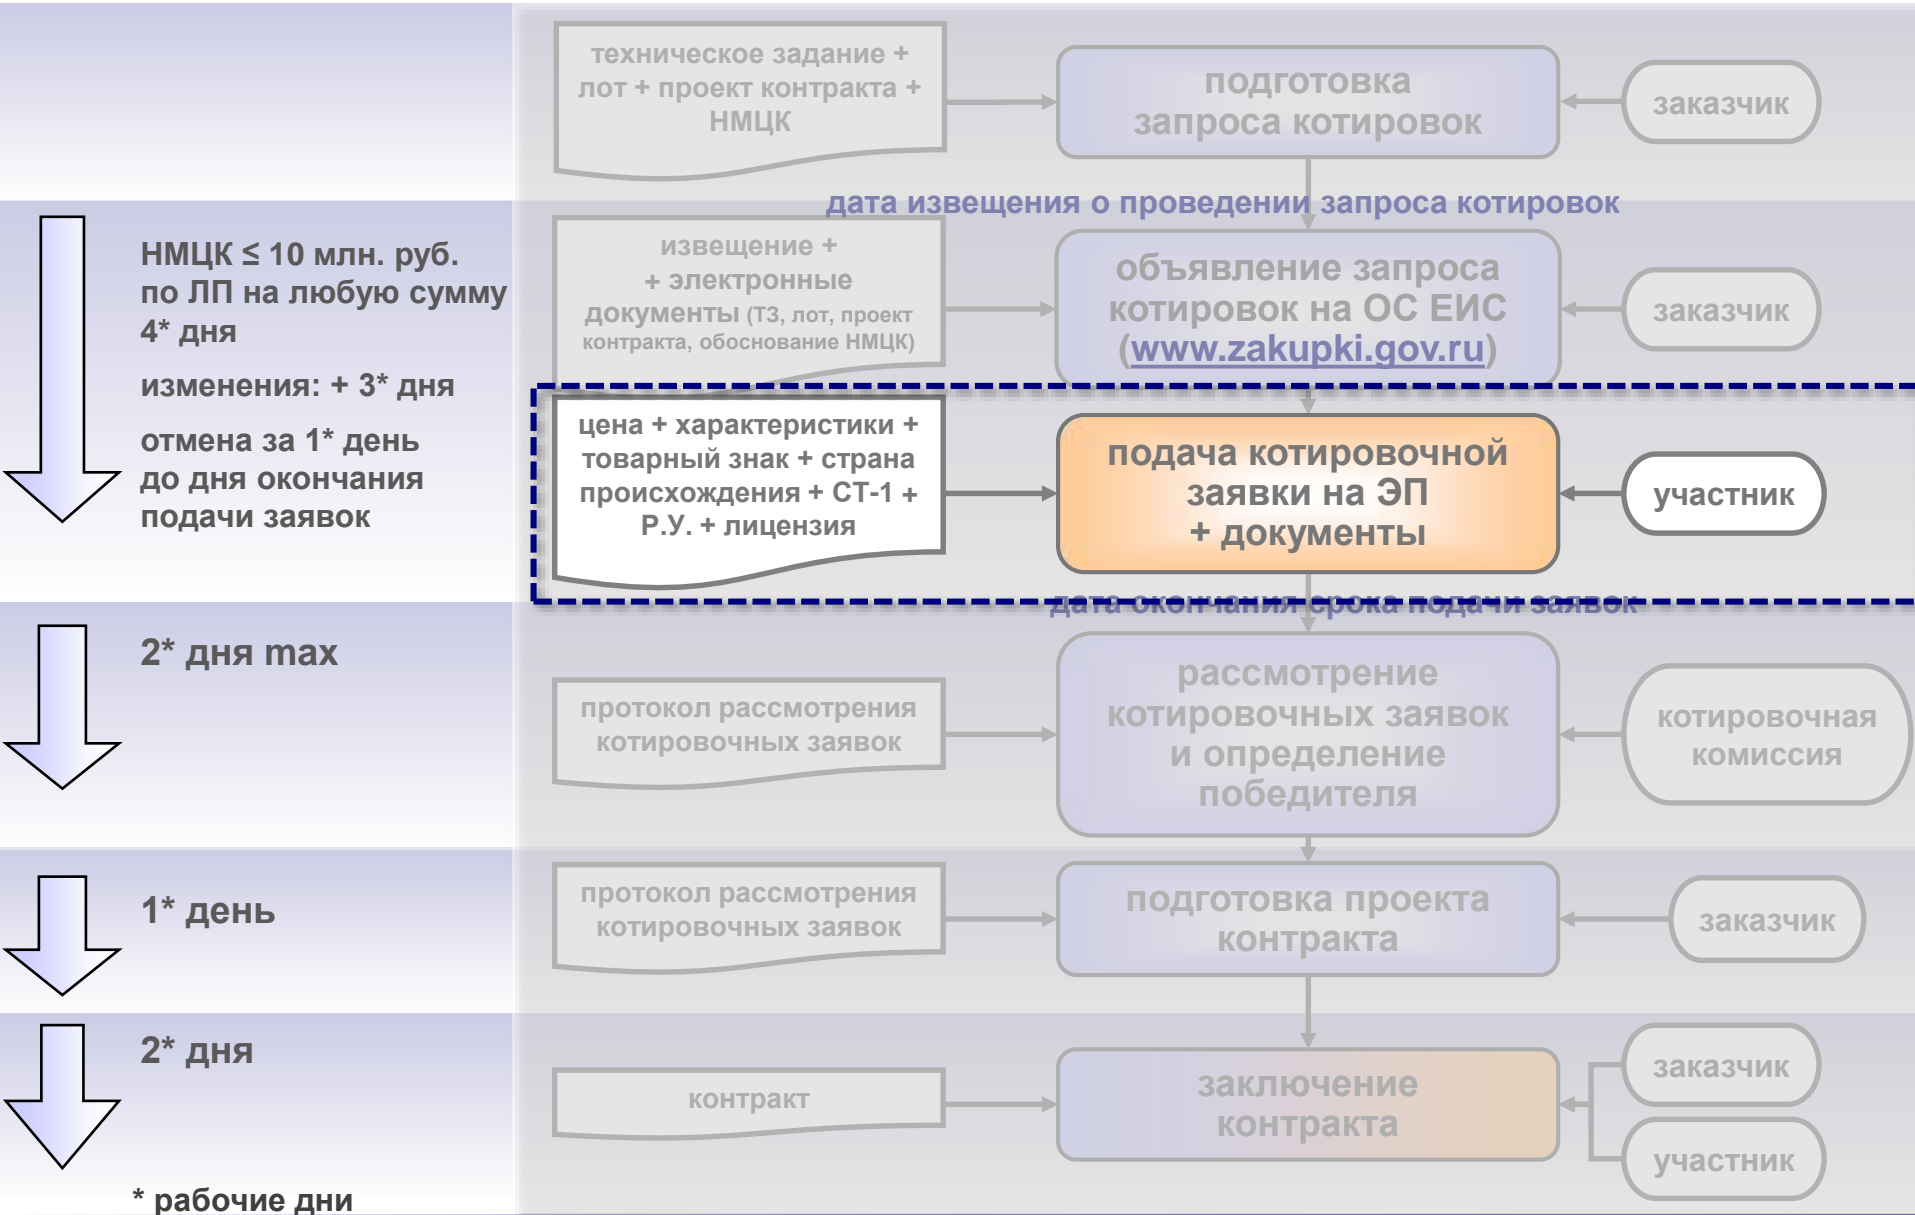 техническое задание +
лот + проект контракта +
НМЦК
подготовка
запроса котировок
заказчик
дата извещения о проведении запроса котировок
НМЦК ≤ 10 млн. руб.
по ЛП на любую сумму
4* дня
изменения: + 3* дня
отмена за 1* день
до дня окончания
подачи заявок
извещение +
+ электронные
документы (ТЗ, лот, проект
контракта, обоснование НМЦК)
объявление запроса
котировок на ОС ЕИС
(www.zakupki.gov.ru)
заказчик
цена + характеристики +
товарный знак + страна
происхождения + СТ-1 +
Р.У. + лицензия
подача котировочной
заявки на ЭП
+ документы
участник
дата окончания срока подачи заявок
2* дня max
протокол рассмотрения
котировочных заявок
рассмотрение
котировочных заявок
и определение
победителя
котировочная
комиссия
1* день
протокол рассмотрения
котировочных заявок
подготовка проекта
контракта
заказчик
2* дня
контракт
заключение
контракта
заказчик
участник
* рабочие дни